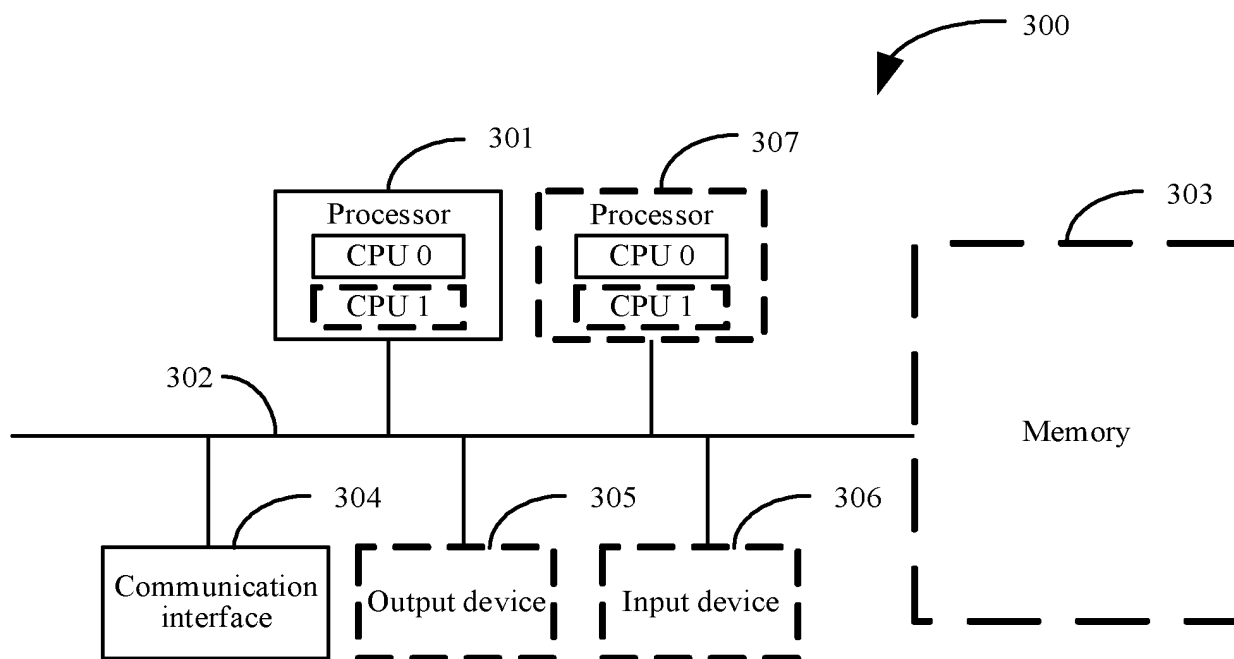 300
301
307
303
Processor
CPU 0
CPU 1
Processor
CPU 0
CPU 1
302
Memory
304
305
306
Communication
interface
Output device
Input device